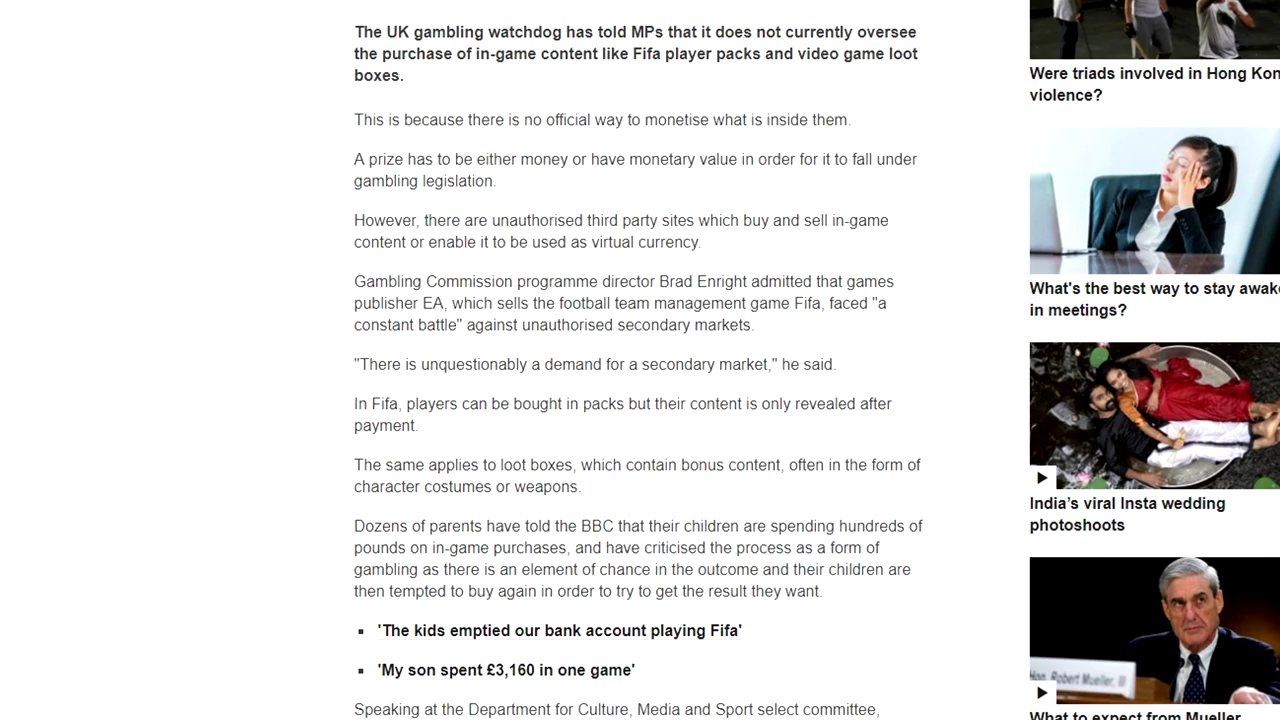 The UK gambling watchdog has told MPs that it does not currently oversee
the purchase of in-game content like Fifa player packs and video game loot
boxes.
This is because there is no official way to monetise what is inside them.
A prize has to be either money or have monetary value in order for it to fall under
gambling legislation.
However, there are unauthorised third party sites which buy and sell in-game
content or enable it to be used as virtual currency.
Gambling Commission programme director Brad Enright admitted that games
publisher EA, which sells the football team management game Fifa, faced "a
constant battle" against unauthorised secondary markets.
"There is unquestionably a demand for a secondary market," he said.
In Fifa, players can be bought in packs but their content is only revealed after
payment.
The same applies to loot boxes, which contain bonus content, often in the form of
character costumes or weapons.
Dozens of parents have told the BBC that their children are spending hundreds of
pounds on in-game purchases, and have criticised the process as a form of
gambling as there is an element of chance in the outcome and their children are
then tempted to buy again in order to try to get the result they want.
'The kids emptied our bank account playing Fifa'
'My son spent £3,160 in one game'
Speaking at the Department for Culture, Media and Sport select committee,
Were triads involved in Hong Kon
violence?
What's the best way to stay awake
in meetings?
India's viral Insta wedding
photoshoots
Hon. Robert Mueller, III
What to expect from Mueller